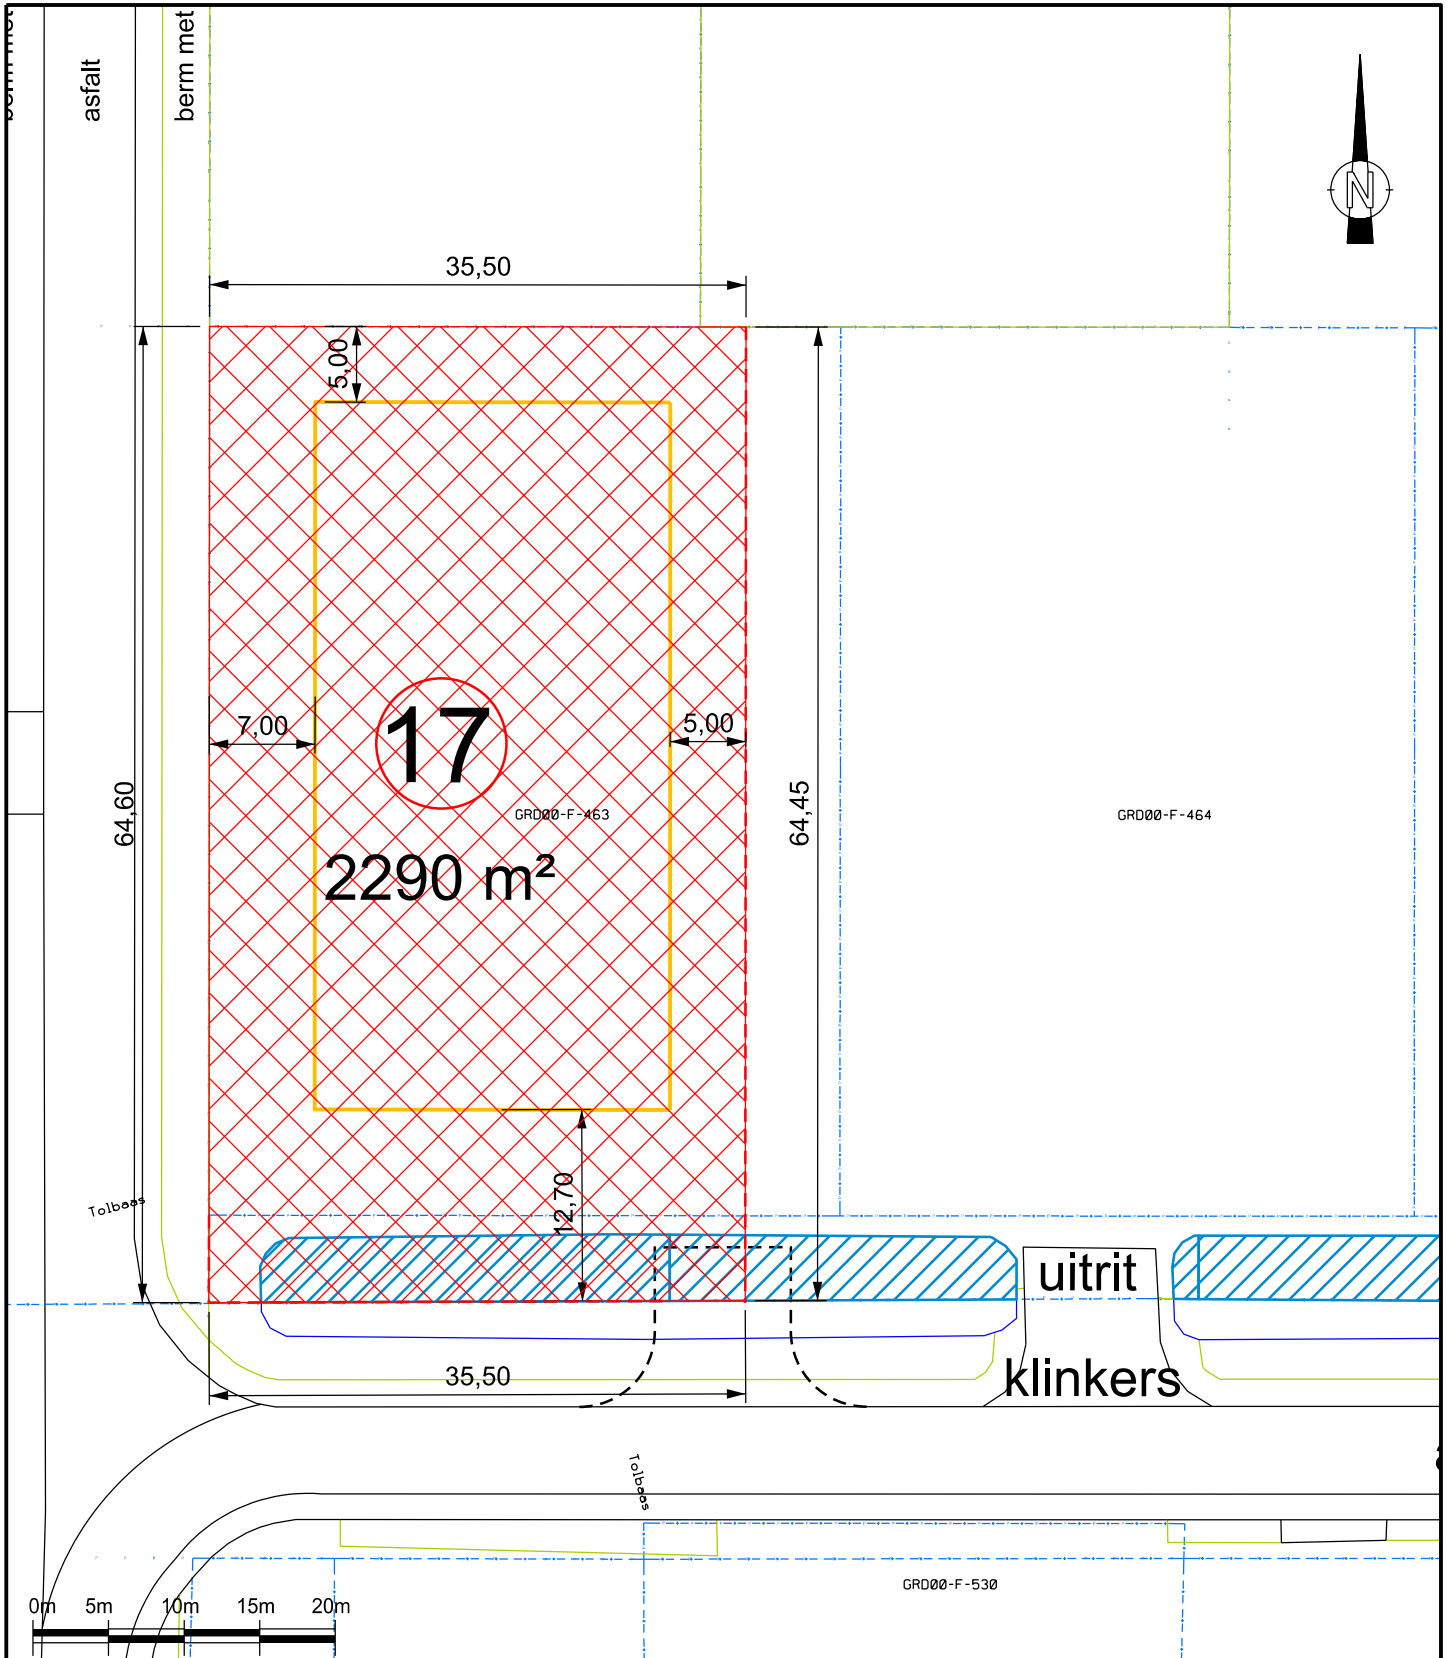 asfalt
berm met
N
35,50
5,00
17
7,00
5,00
64,60
64,45
GRD00-F-463
GRD00-F-464
2290 m²
12,70
Tolbaas
uitrit
35,50
klinkers
Tolbaas
GRD00-F-530
0m 5m 10m 15m 20m